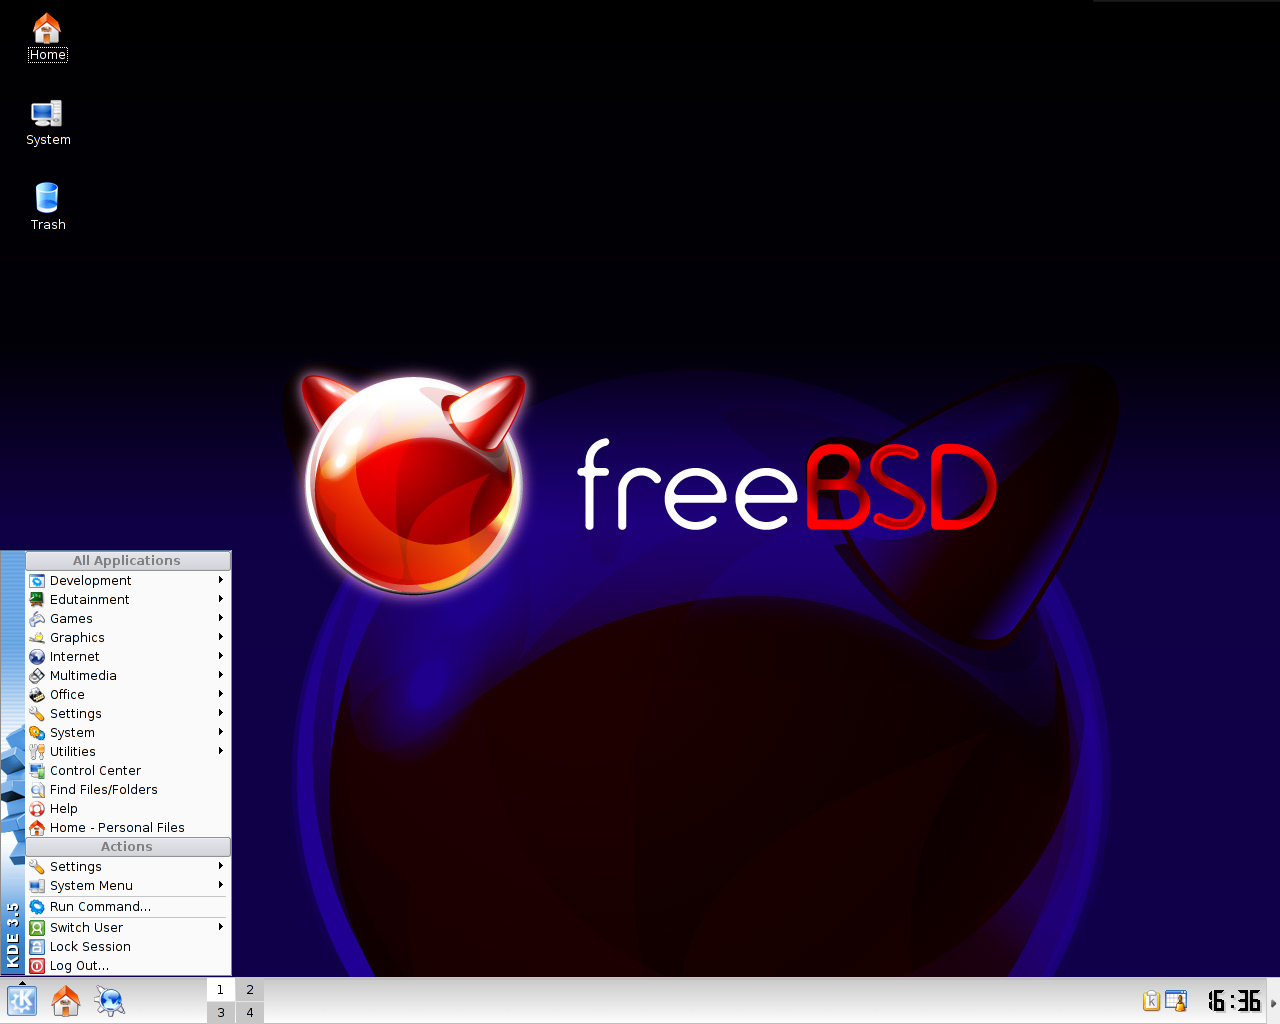 Home
System
Trash
freeBSD
All Applications
Development
Edutainment
Games
Graphics
Internet
Multimedia
Office
Settings
System
Utilities
Control Center
Find Files/Folders
Help
Home - Personal Files
Actions
Settings
System Menu
Run Command...
Switch User
Lock Session
Log Out...
KDE 3.5
1 2
3 4
16:36